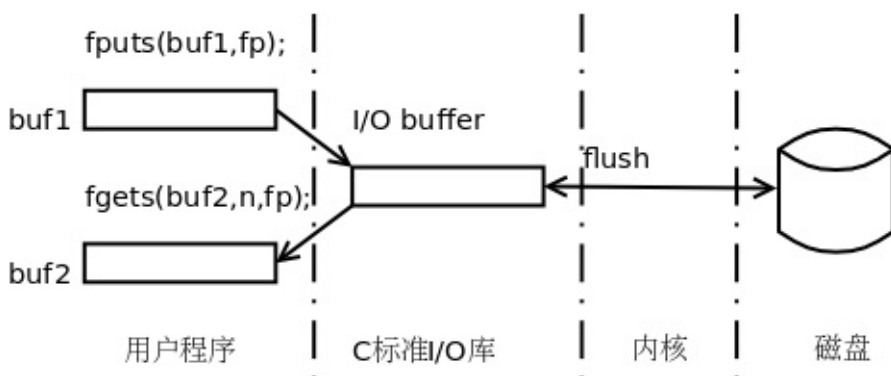 fputs(buf1,fp);
buf1
I/O buffer
flush
fgets(buf2,n,fp);
buf2
用户程序
C标准I/O库
内核
磁盘